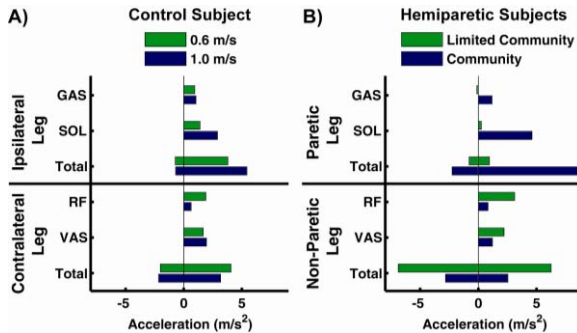 A) Control Subject
0.6 m/s
1.0 m/s
Ipsilateral Leg
GAS
SOL
Total
Contralateral Leg
RF
VAS
Total
-5 0 5
Acceleration (m/s²)
B) Hemiparetic Subjects
Limited Community
Community
Paretic Leg
GAS
SOL
Total
Non-Paretic Leg
RF
VAS
Total
-5 0 5
Acceleration (m/s²)